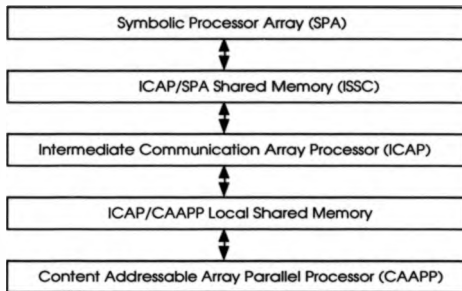 Symbolic Processor Array (SPA)
ICAP/SPA Shared Memory (ISSC)
Intermediate Communication Array Processor (ICAP)
ICAP/CAAPP Local Shared Memory
Content Addressable Array Parallel Processor (CAAPP)